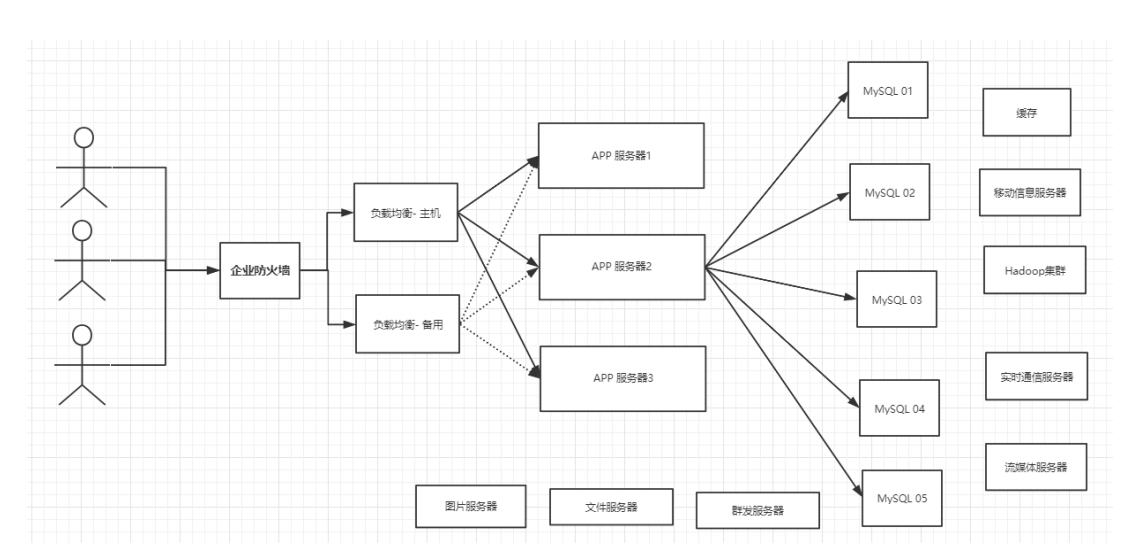 MySQL 01
缓存
APP 服务器1
移动信息服务器
MySQL 02
负载均衡- 主机
企业防火墙
APP 服务器2
Hadoop集群
MySQL 03
负载均衡- 备用
APP 服务器3
实时通信服务器
MySQL 04
流媒体服务器
MySQL 05
图片服务器
文件服务器
群发服务器